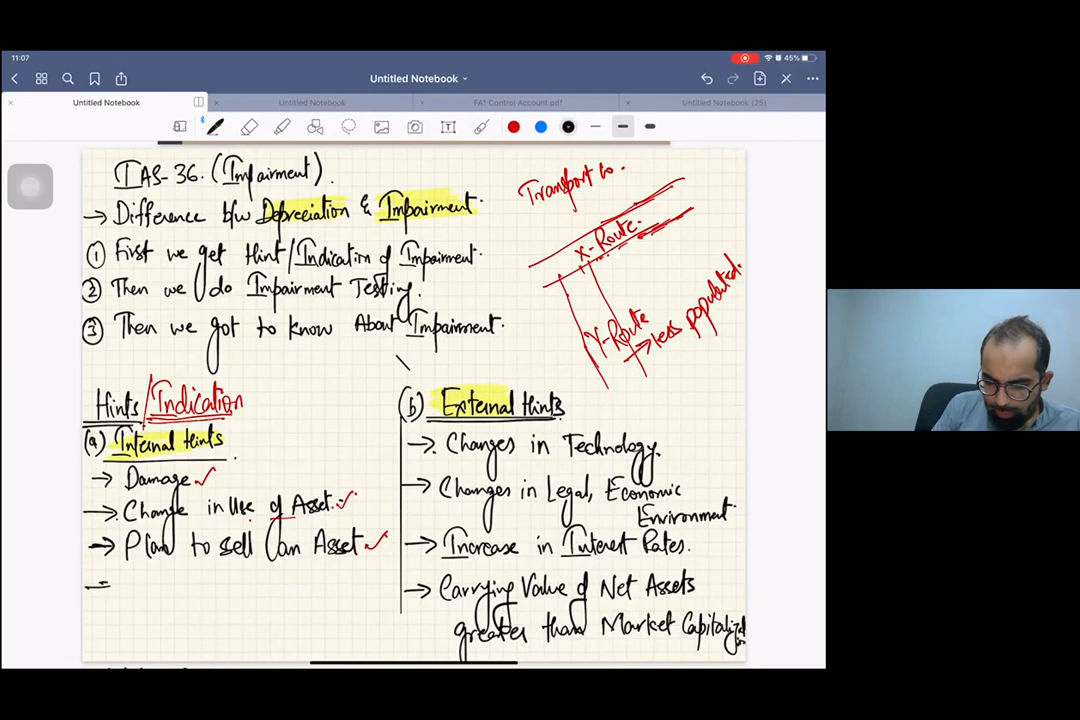 11:07
45%
Untitled Notebook
Untitled Notebook
Untitled Notebook
FA1 Control Account.pdf
Untitled Notebook (25)
IAS-36. (Impairment)
→ Difference b/w Depreciation & Impairment.
① First we get Hint/Indication of Impairment.
② Then we do Impairment Testing.
③ Then we got to know About Impairment.
Transport Co.
X-Route.
Y-Route
→ Less populated.
Hints/Indication
(a) Internal Hints
→ Damage ✓
→ Change in Use of Asset. ✓
→ Plan to sell an Asset ✓
(b) External Hints
→ Changes in Technology.
→ Changes in Legal, Economic
Environment.
→ Increase in Interest Rates.
→ Carrying Value of Net Assets
greater than Market Capitalization